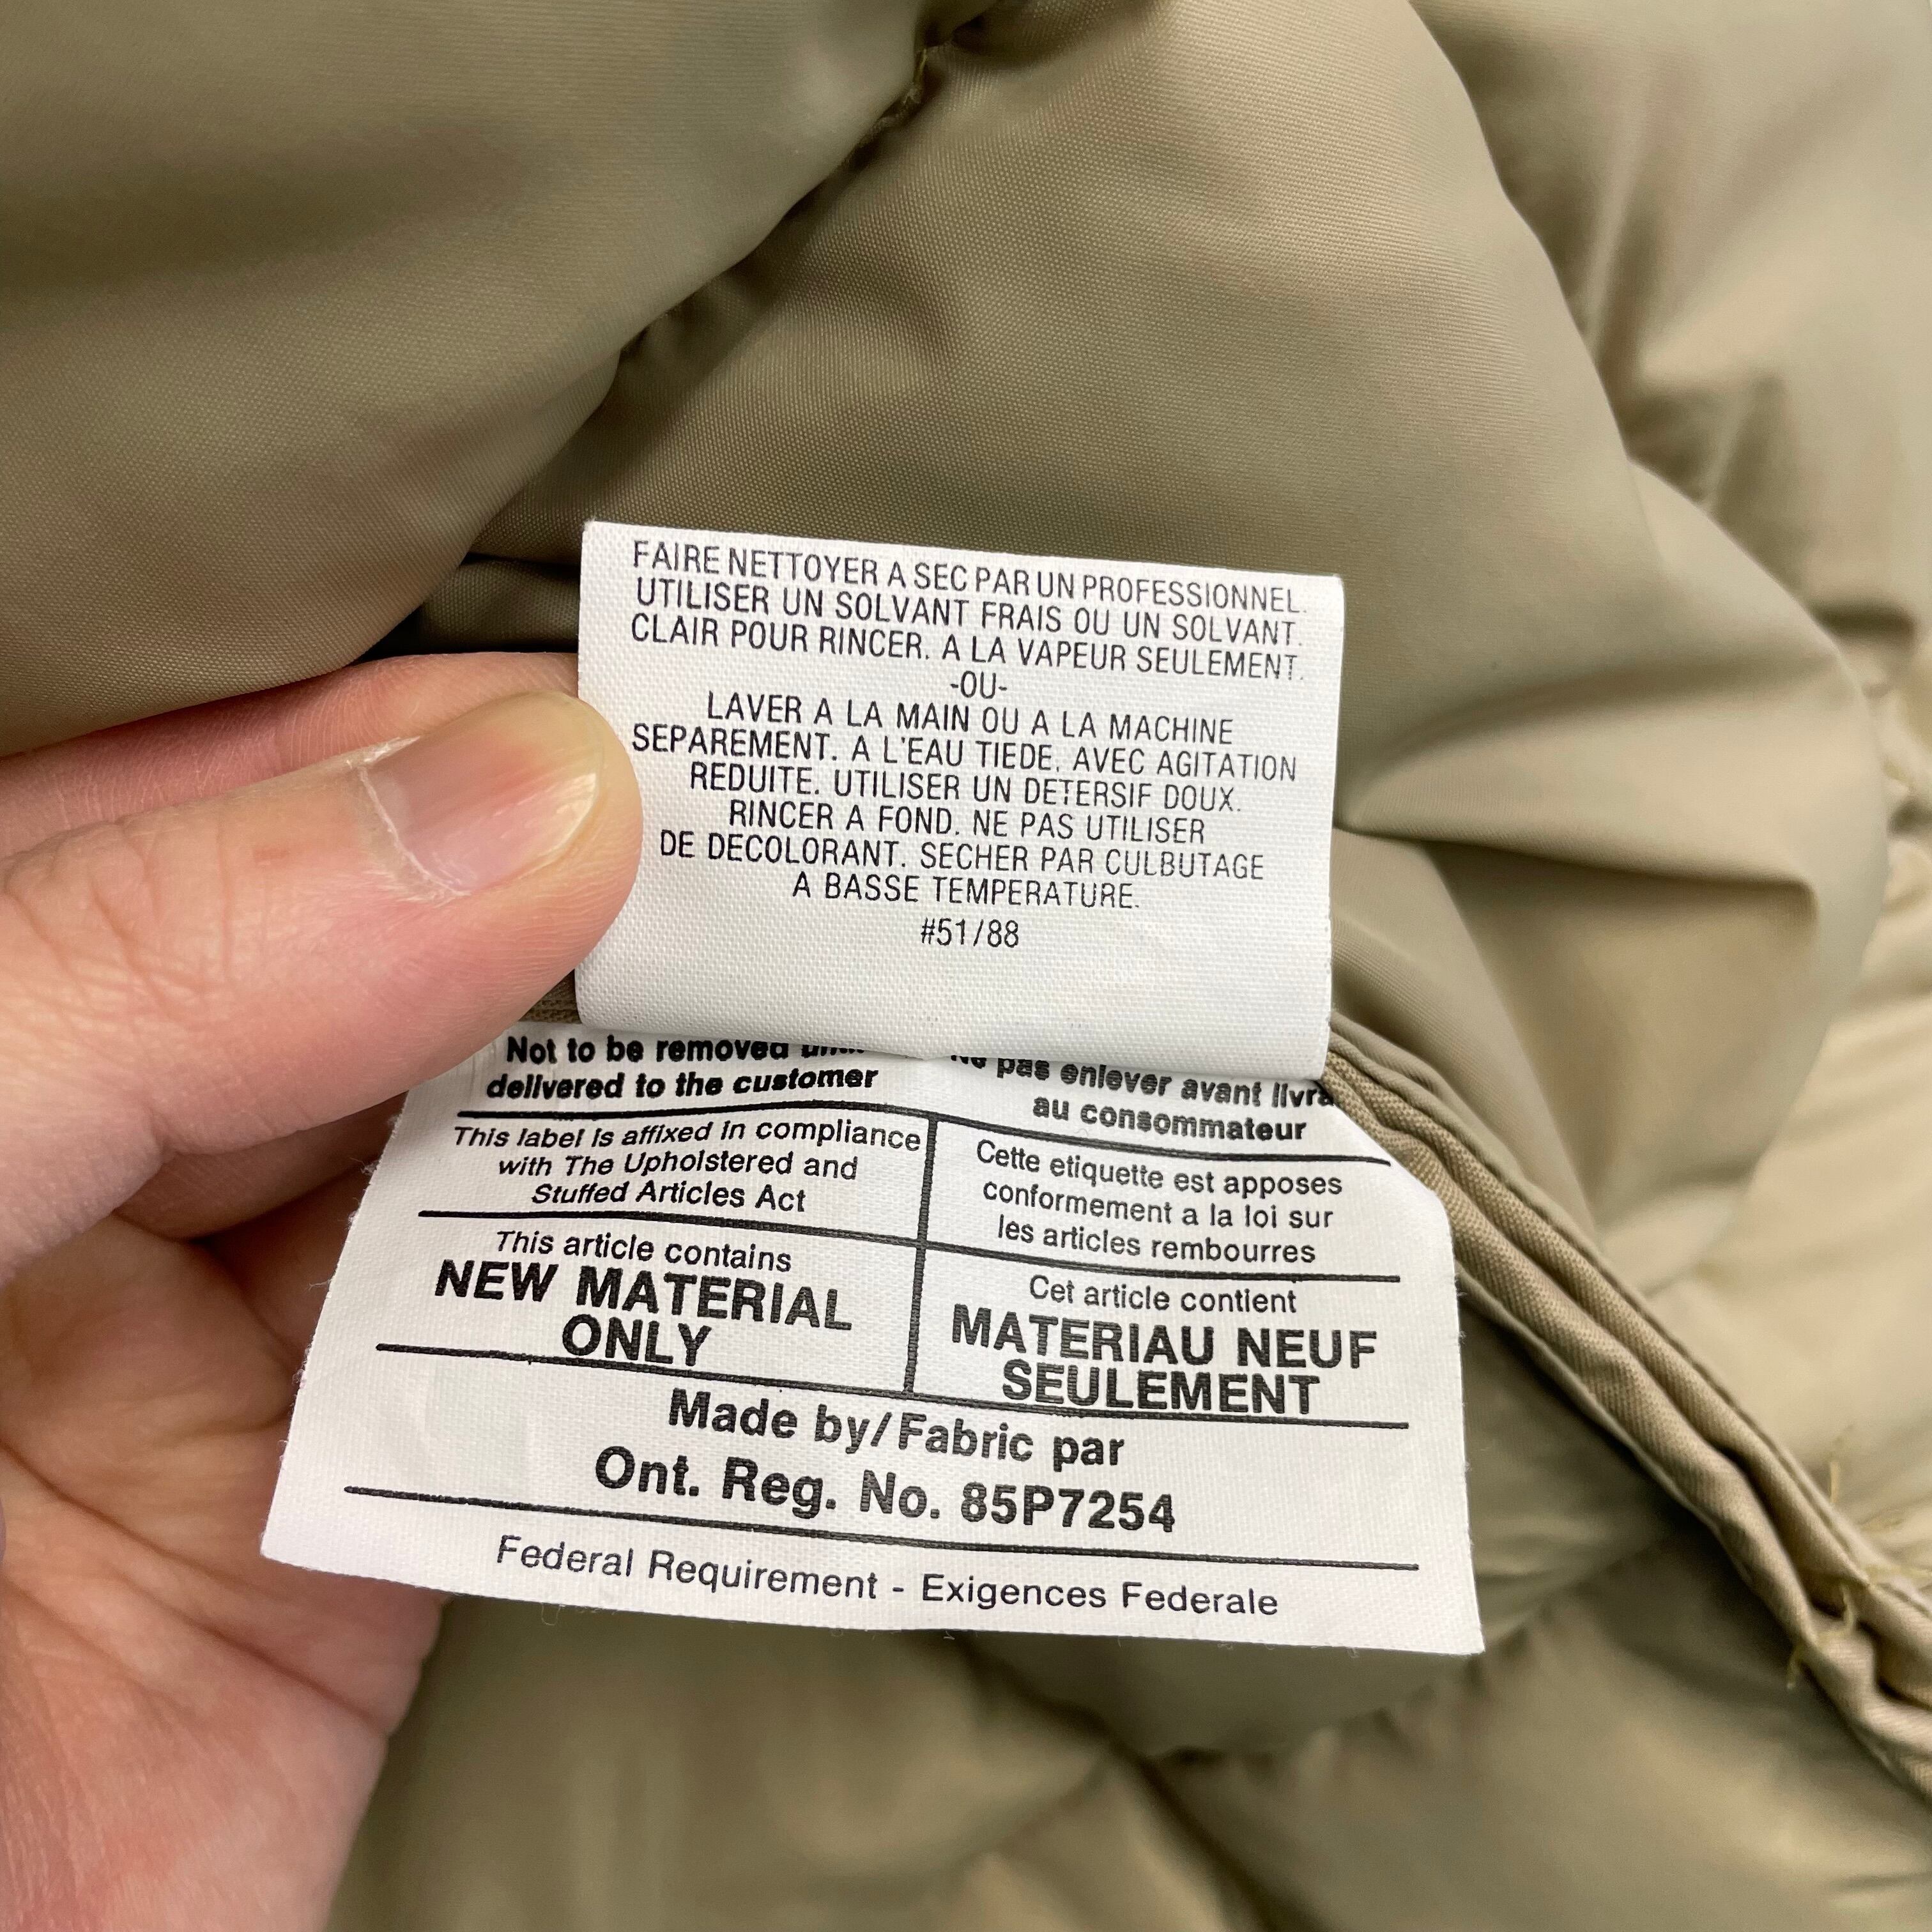 FAIRE NETTOYER A SEC PAR UN PROFESSIONNEL.
UTILISER UN SOLVANT FRAIS OU UN SOLVANT.
CLAIR POUR RINCER. A LA VAPEUR SEULEMENT.
-OU-
LAVER A LA MAIN OU A LA MACHINE
SEPAREMENT. A L'EAU TIEDE. AVEC AGITATION
REDUITE. UTILISER UN DETERSIF DOUX.
RINCER A FOND. NE PAS UTILISER
DE DECOLORANT. SECHER PAR CULBUTAGE
A BASSE TEMPERATURE.
#51/88
Not to be removed
delivered to the customer
pas enlever avant livra
au consommateur
This label is affixed in compliance
with The Upholstered and
Stuffed Articles Act
Cette etiquette est apposes
conformement a la loi sur
les articles rembourres
This article contains
NEW MATERIAL
ONLY
Cet article contient
MATERIAU NEUF
SEULEMENT
Made by/Fabric par
Ont. Reg. No. 85P7254
Federal Requirement - Exigences Federale